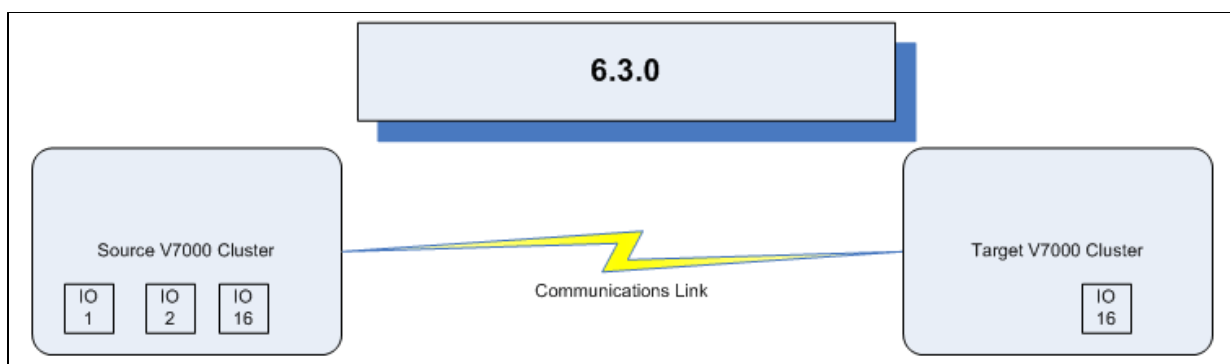 6.3.0
Source V7000 Cluster
IO
1
IO
2
IO
16
Communications Link
Target V7000 Cluster
IO
16